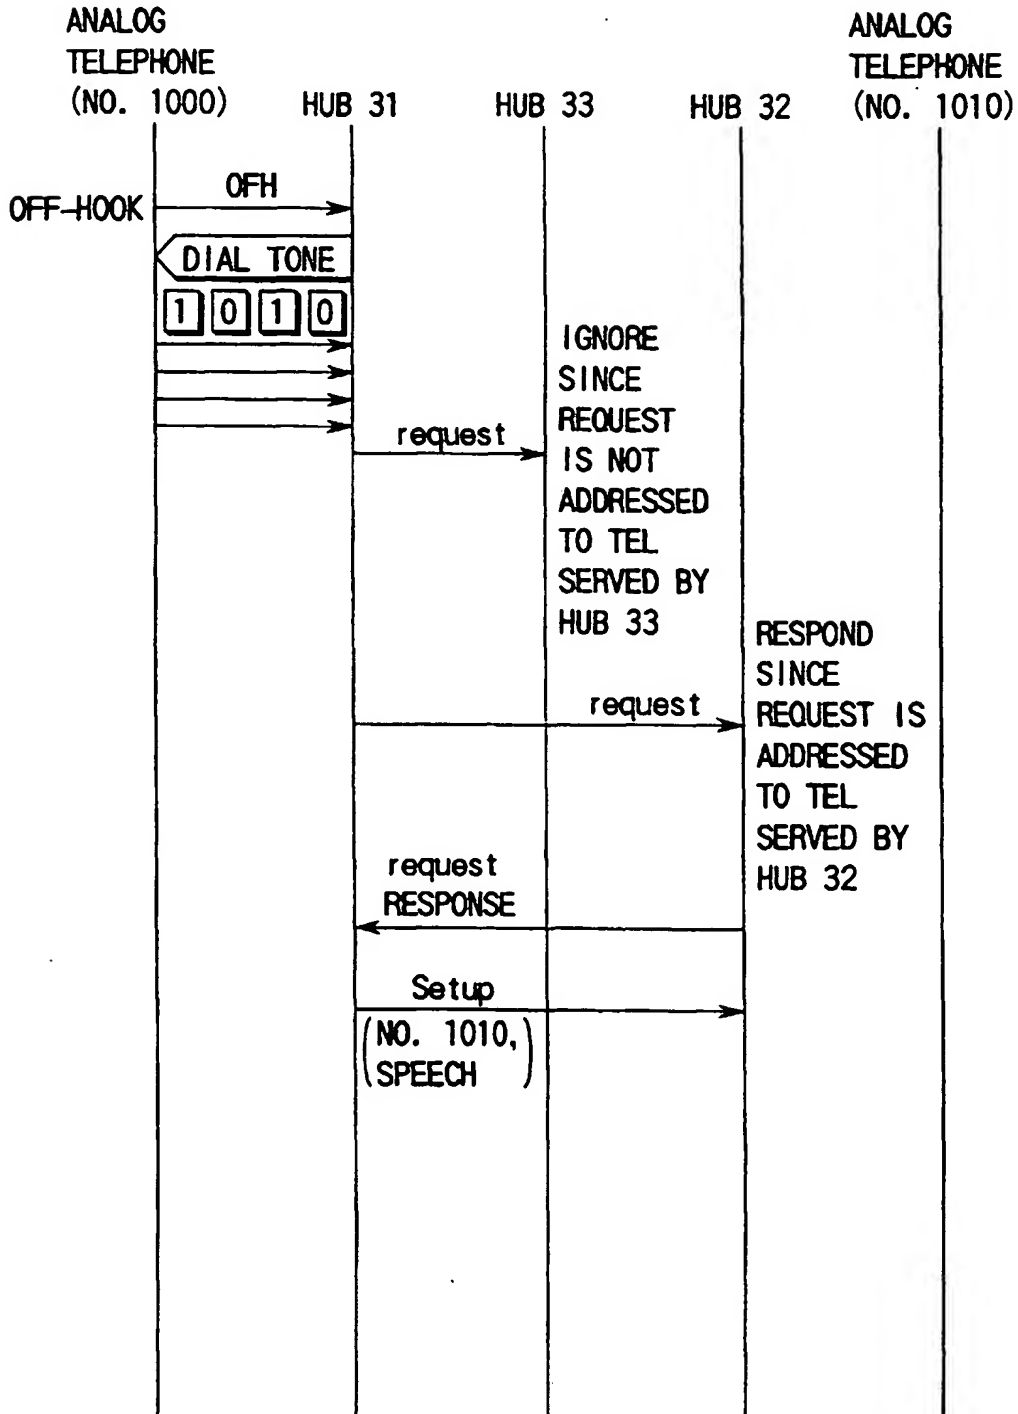 ANALOG
TELEPHONE
(NO. 1000)
HUB 31
HUB 33
HUB 32
ANALOG
TELEPHONE
(NO. 1010)
OFF-HOOK
OFH
DIAL TONE
1 0 1 0
request
IGNORE
SINCE
REQUEST
IS NOT
ADDRESSED
TO TEL
SERVED BY
HUB 33
request
RESPOND
SINCE
REQUEST IS
ADDRESSED
TO TEL
SERVED BY
HUB 32
request
RESPONSE
Setup
(NO. 1010,
SPEECH )